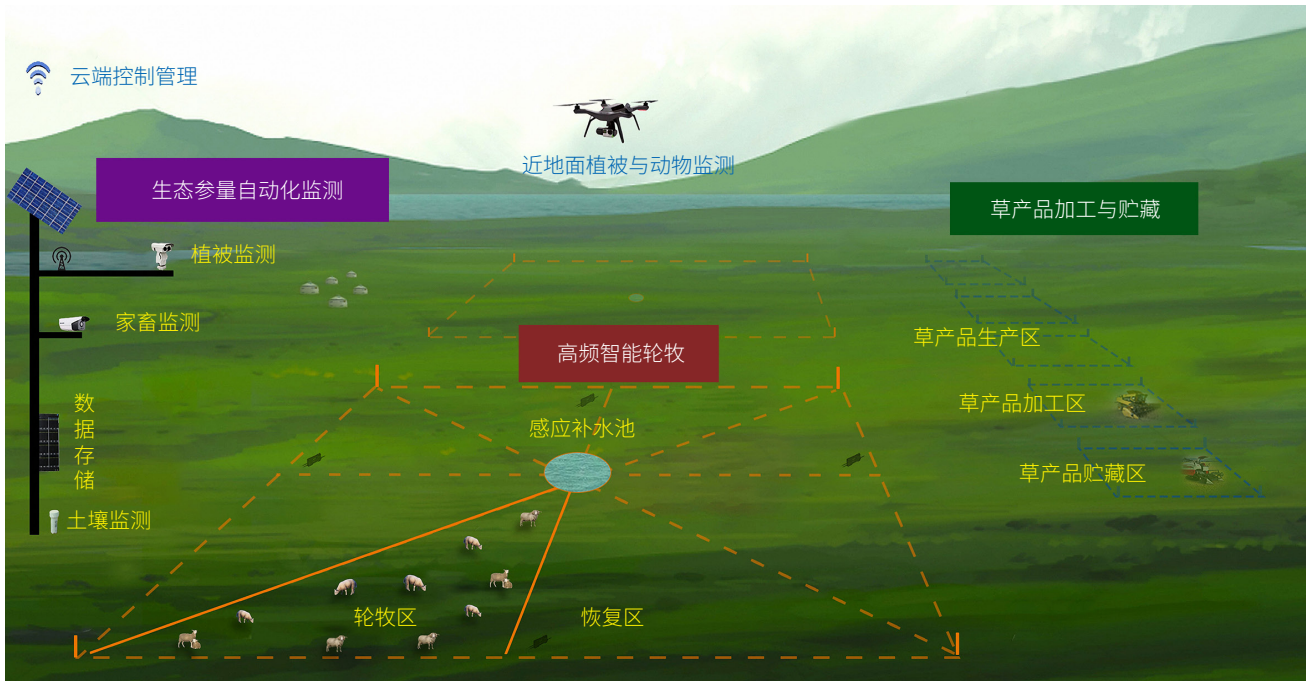 云端控制管理
近地面植被与动物监测
生态参量自动化监测
草产品加工与贮藏
植被监测
家畜监测
草产品生产区
高频智能轮牧
数
据
存
储
草产品加工区
感应补水池
草产品贮藏区
土壤监测
轮牧区
恢复区